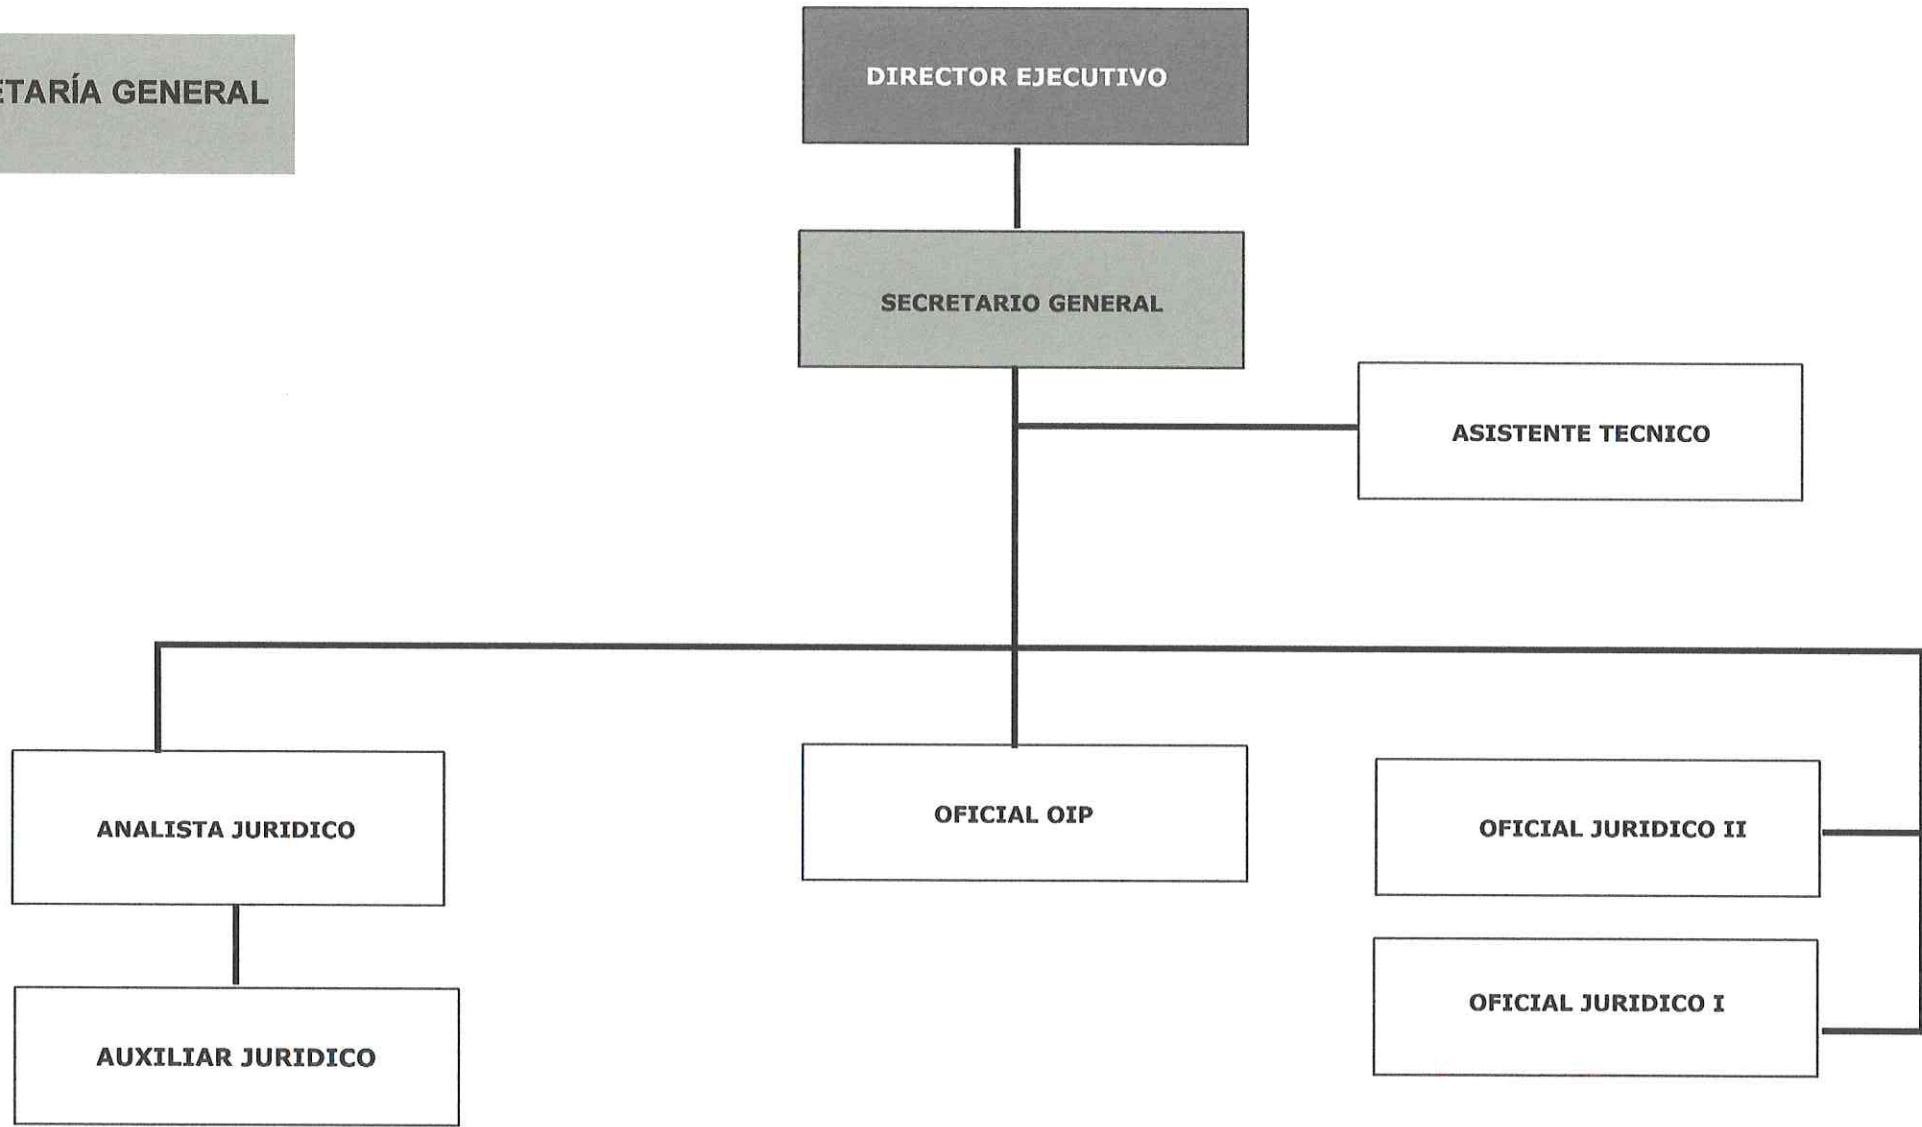 ETARÍA GENERAL
DIRECTOR EJECUTIVO
SECRETARIO GENERAL
ASISTENTE TECNICO
ANALISTA JURIDICO
OFICIAL OIP
OFICIAL JURIDICO II
OFICIAL JURIDICO I
AUXILIAR JURIDICO